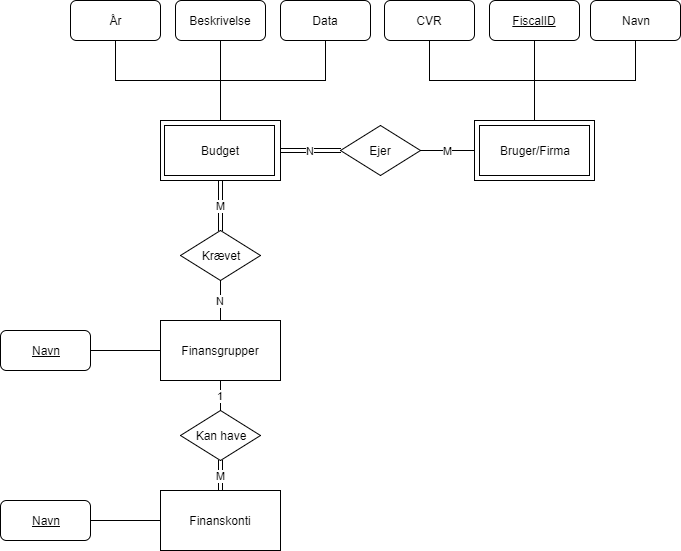 År
Beskrivelse
Data
CVR
FiscalID
Navn
Budget
N
Ejer
M
Bruger/Firma
M
Krævet
N
Navn
Finansgrupper
1
Kan have
M
Navn
Finanskonti